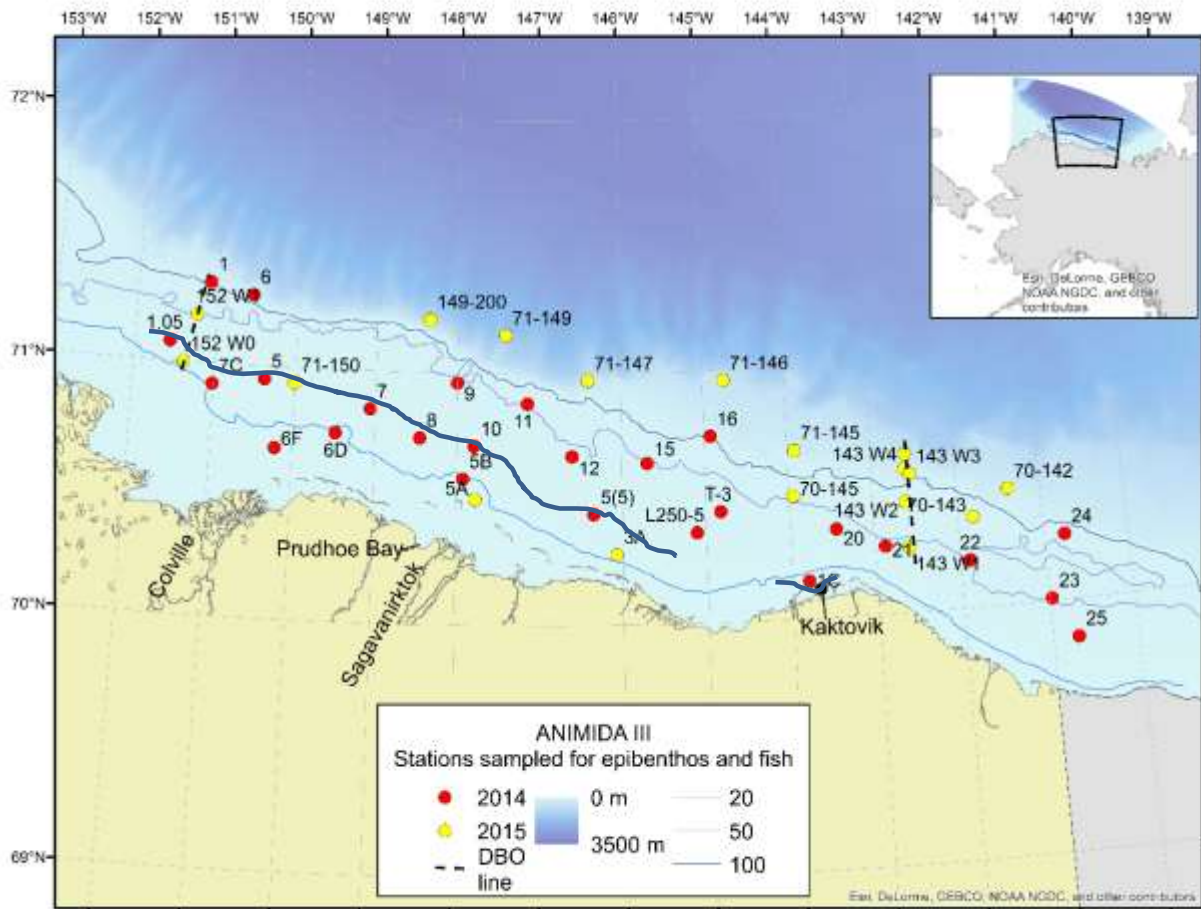 153°W 152°W 151°W 150°W 149°W 148°W 147°W 146°W 145°W 144°W 143°W 142°W 141°W 140°W 139°W
72°N
71°N
70°N
69°N
Esri, DeLorme, GEBCO,
NOAA NGDC, and other
contributors
1
6
152 W
149-200
71-149
1.05
152 W0
7C
5
71-150
71-147
71-146
7
9
11
8
10
16
6F
6D
5B
12
15
71-145
143 W4
143 W3
70-142
5A
5(5)
T-3
70-145
70-143
L250-5
143 W2
3A
20
21
22
24
143 W1
1C
23
25
Colville
Prudhoe Bay
Sagavanirktok
Kaktovik
ANIMIDA III
Stations sampled for epibenthos and fish
2014
2015
DBO
line
0 m
3500 m
20
50
100
Esri, DeLorme, GEBCO, NOAA NGDC, and other contributors